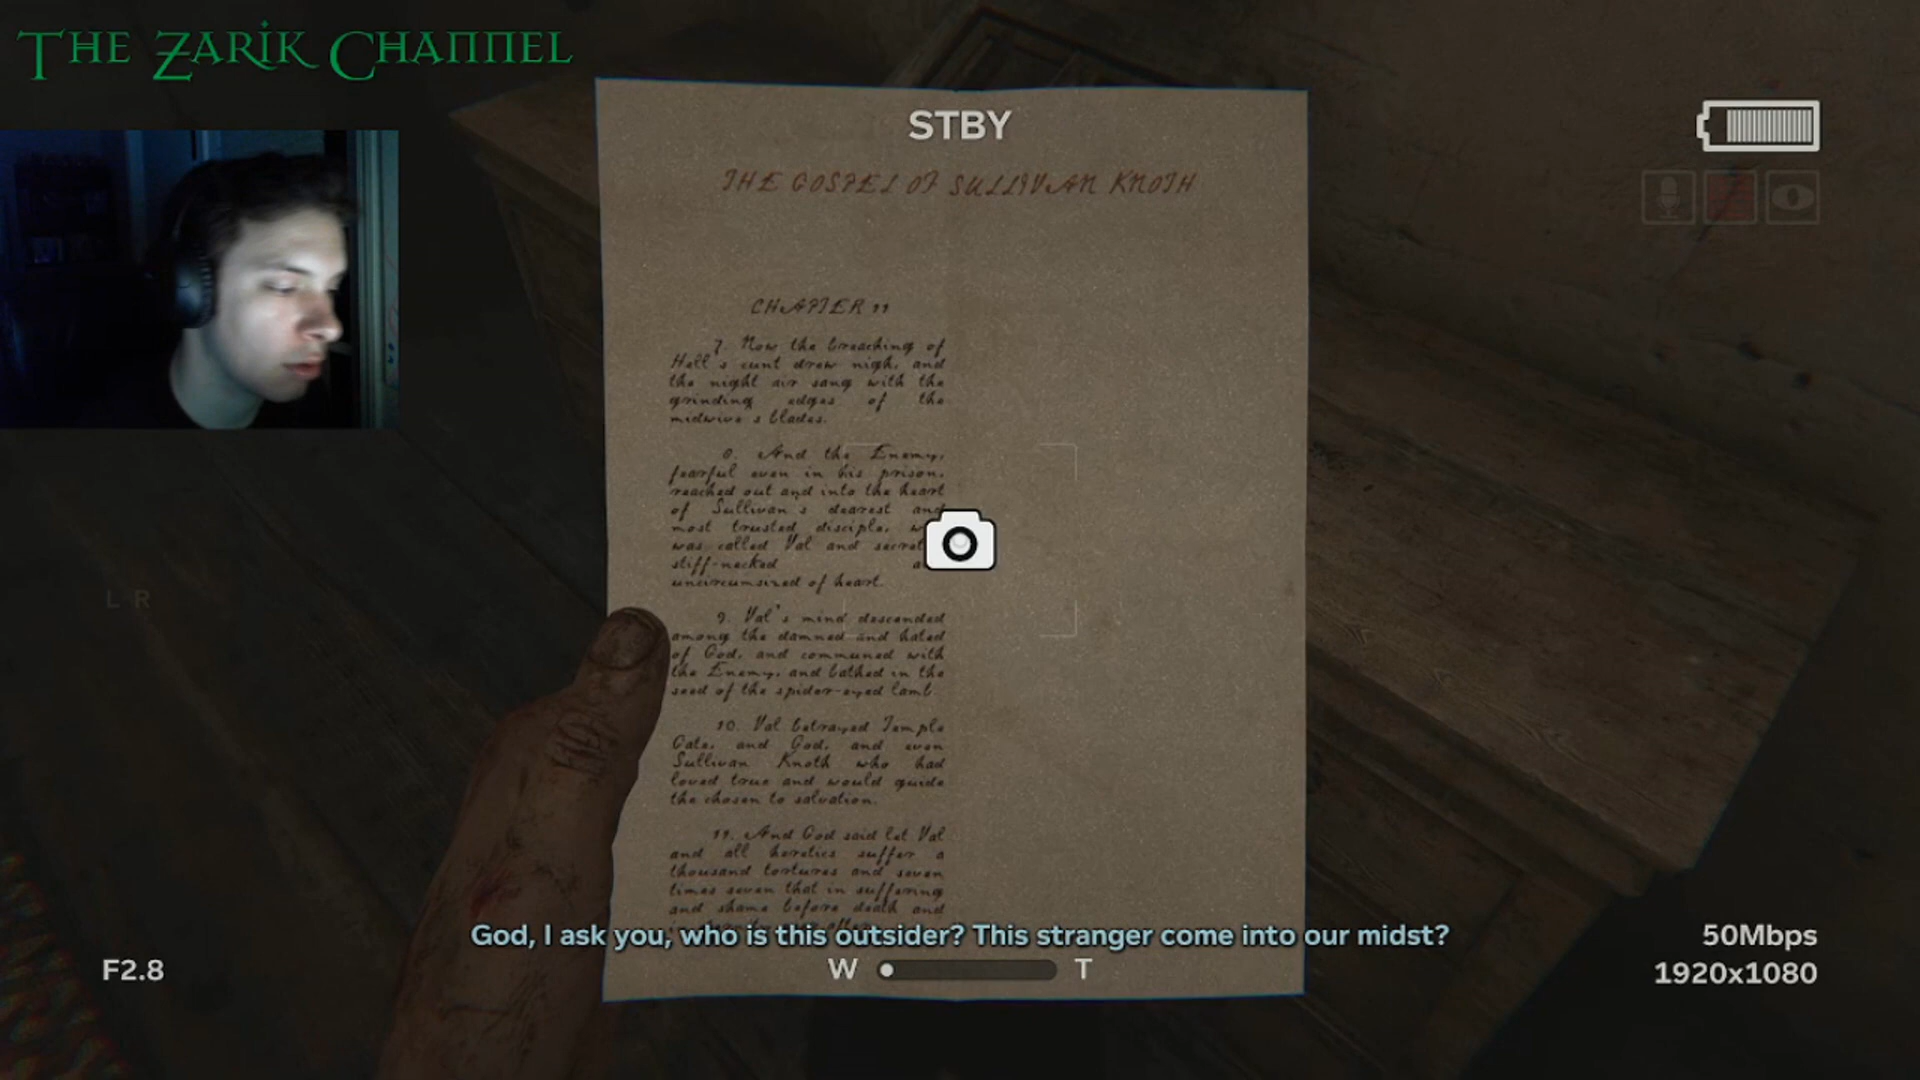 THE ZARIK CHANNEL
STBY
THE GOSPEL OF SULLIVAN KNOTH
CHAPTER 11
7. Now the breaching of
Hell's cunt drew nigh, and
the night air sang with the
grinding edges of the
midwive's blades.
8. And the Enemy,
fearful even in his prison,
reached out and into the heart
of Sullivan's dearest and
most trusted disciple,
was called Val and
stiff-necked
uncircumsized of heart.
9. Val's mind descended
among the damned and hated
of God, and communed with
the Enemy, and bathed in the
seed of the spider-eyed lamb.
10. Val betrayed Temple
Gate, and God, and even
Sullivan Knoth who had
loved true and would guide
the chosen to salvation.
11. And God said let Val
and all heretics suffer a
thousand tortures and seven
times seven that in suffering
and shame before death and
God, I ask you, who is this outsider? This stranger come into our midst?
L R
F2.8
W T
50Mbps
1920x1080